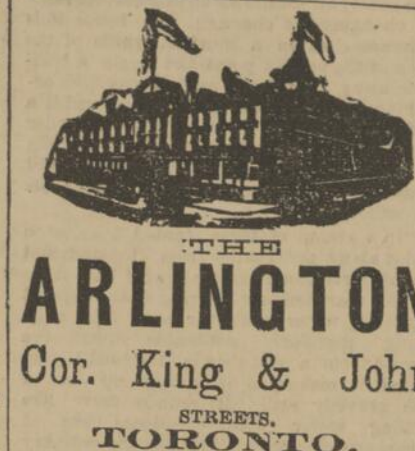 THE
ARLINGTON
Cor. King & John
STREETS.
TORONTO.